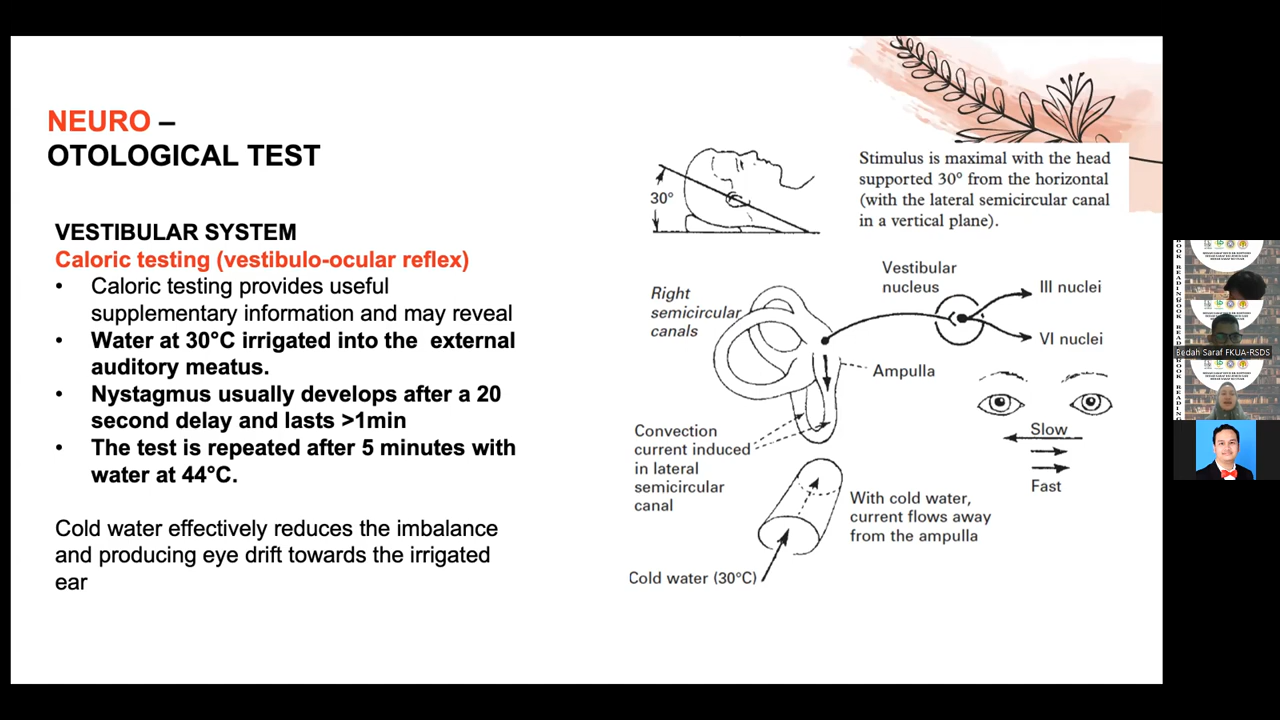 NEURO –
OTOLOGICAL TEST
VESTIBULAR SYSTEM
Caloric testing (vestibulo-ocular reflex)
• Caloric testing provides useful
supplementary information and may reveal
• Water at 30°C irrigated into the external
auditory meatus.
• Nystagmus usually develops after a 20
second delay and lasts >1min
• The test is repeated after 5 minutes with
water at 44°C.
Cold water effectively reduces the imbalance
and producing eye drift towards the irrigated
ear
30°
Stimulus is maximal with the head
supported 30° from the horizontal
(with the lateral semicircular canal
in a vertical plane).
Right
semicircular
canals
Vestibular
nucleus
III nuclei
VI nuclei
Ampulla
Convection
current induced
in lateral
semicircular
canal
Slow
Fast
With cold water,
current flows away
from the ampulla
Cold water (30°C)
BOOK READING
Bedah Saraf FKUA-RSDS